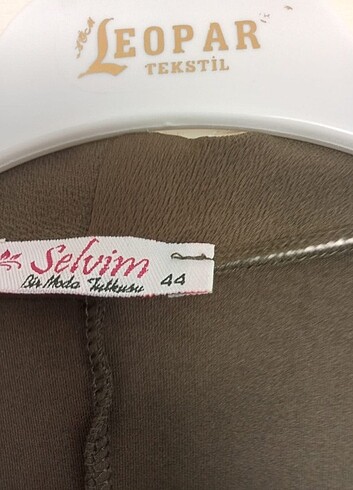 LEOPAR
TEKSTİL
Selvim
Bir Moda Tutkusu 44